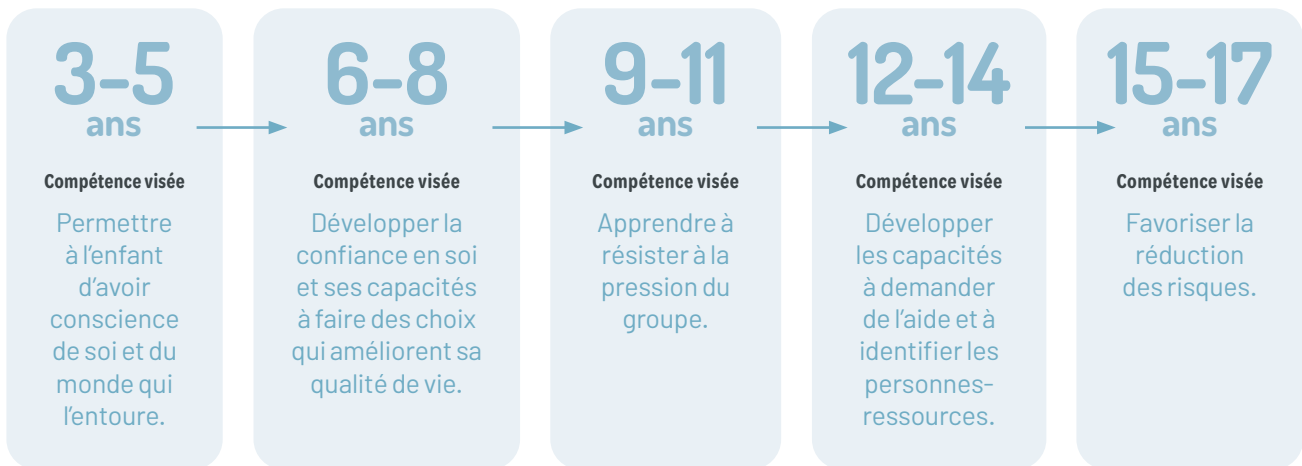 3–5
ans
Compétence visée
Permettre
à l’enfant
d’avoir
conscience
de soi et du
monde qui
l’entoure.
6–8
ans
Compétence visée
Développer la
confiance en soi
et ses capacités
à faire des choix
qui améliorent sa
qualité de vie.
9–11
ans
Compétence visée
Apprendre à
résister à la
pression du
groupe.
12–14
ans
Compétence visée
Développer
les capacités
à demander
de l’aide et à
identifier les
personnes-
ressources.
15–17
ans
Compétence visée
Favoriser la
réduction
des risques.